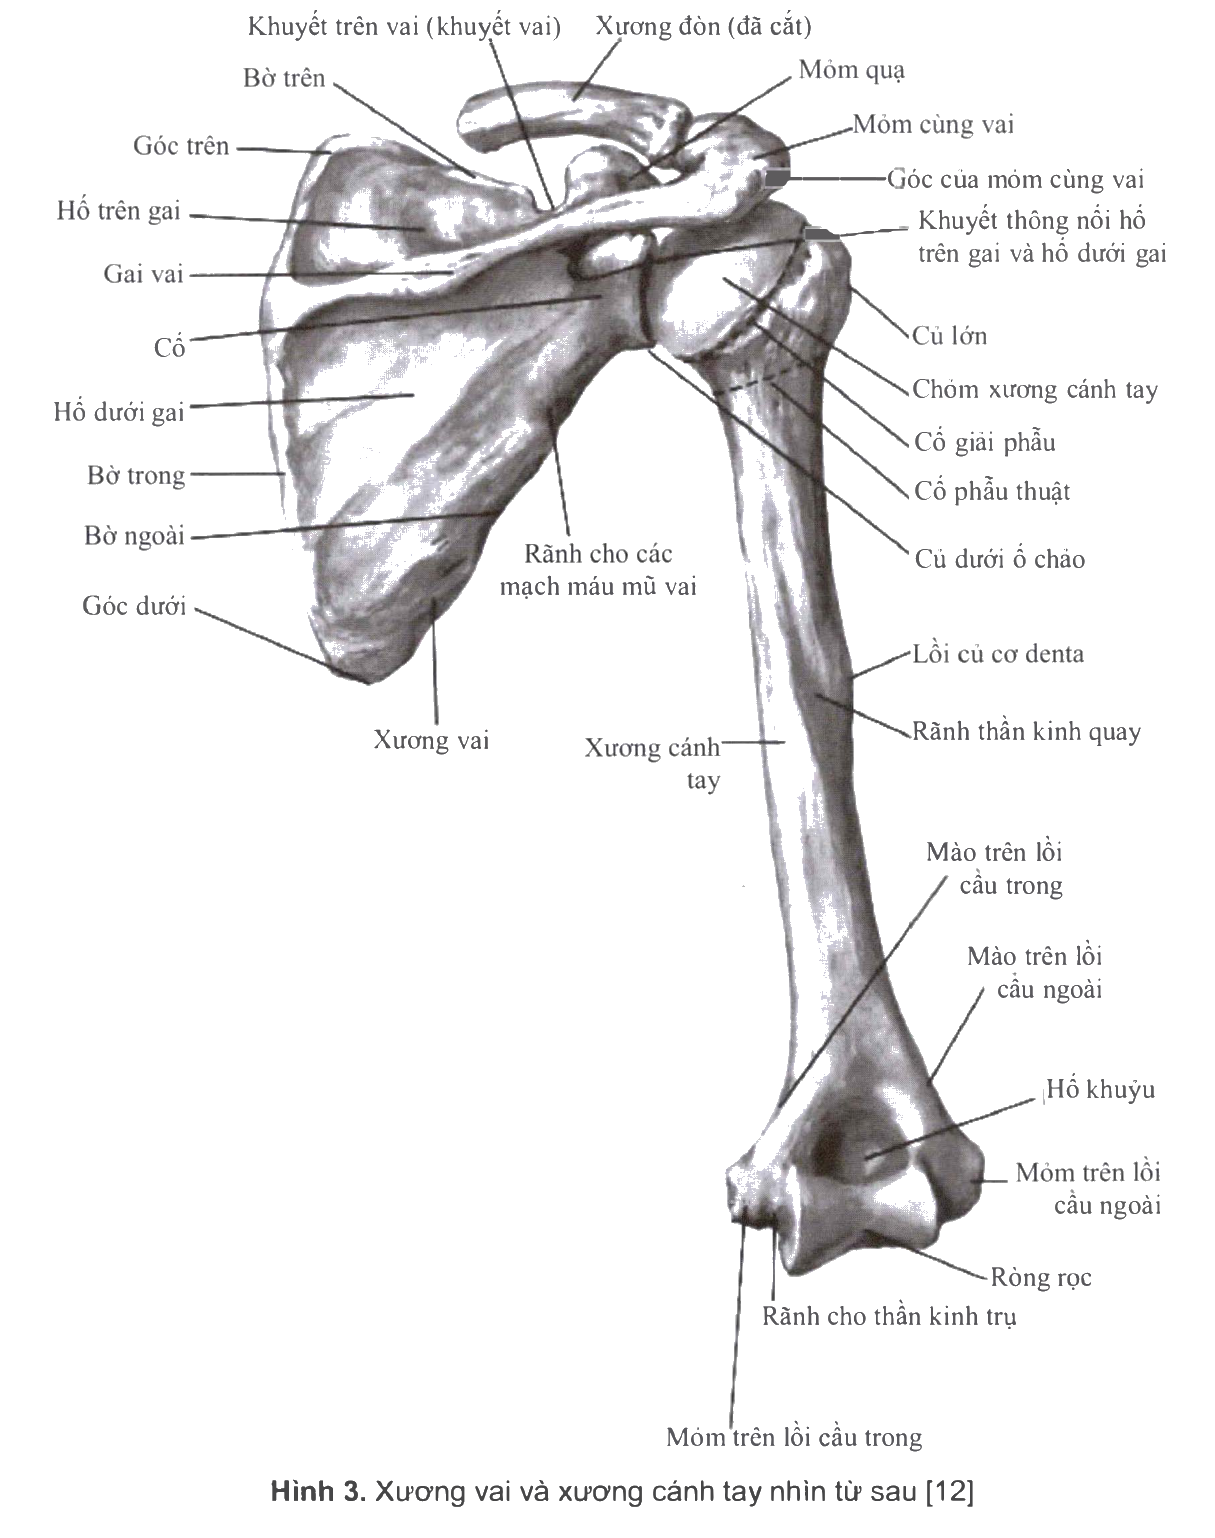 Khuyết trên vai (khuyết vai)
Xương đòn (đã cắt)
Bờ trên
Mỏm quạ
Góc trên
Mỏm cùng vai
Góc của mỏm cùng vai
Hố trên gai
Khuyết thông nối hố
trên gai và hố dưới gai
Gai vai
Cổ
Củ lớn
Chỏm xương cánh tay
Hố dưới gai
Cổ giải phẫu
Bờ trong
Cổ phẫu thuật
Bờ ngoài
Rãnh cho các
mạch máu mũ vai
Củ dưới ổ chảo
Góc dưới
Lồi củ cơ denta
Xương vai
Rãnh thần kinh quay
Xương cánh
tay
Mào trên lồi
cầu trong
Mào trên lồi
cầu ngoài
Hố khuỷu
Mỏm trên lồi
cầu ngoài
Ròng rọc
Rãnh cho thần kinh trụ
Mỏm trên lồi cầu trong
Hình 3. Xương vai và xương cánh tay nhìn từ sau [12]